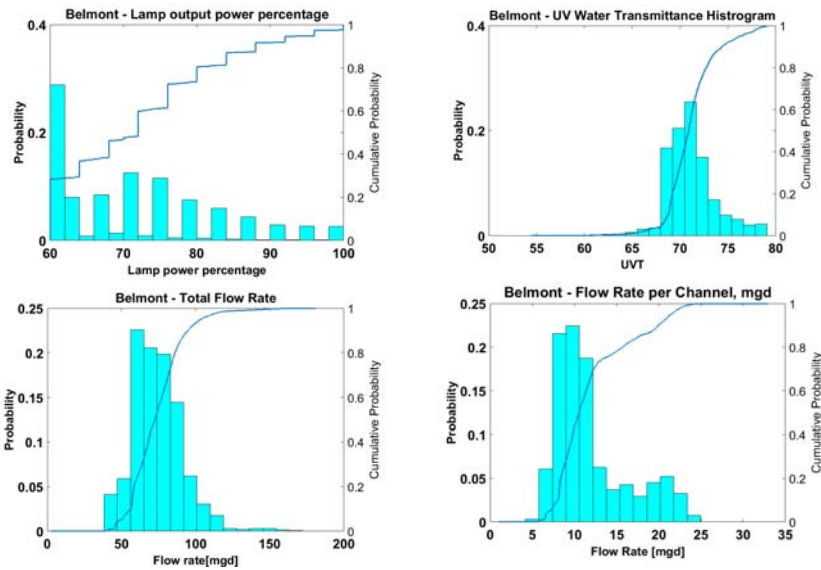 Belmont - Lamp output power percentage
0.4
0.2
0
Probability
1
0.8
0.6
0.4
0.2
0
Cumulative Probability
60 70 80 90 100
Lamp power percentage
Belmont - UV Water Transmittance Histrogram
0.4
0.2
0
Probability
1
0.8
0.6
0.4
0.2
0
Cumulative Probability
50 55 60 65 70 75 79
UVT
Belmont - Total Flow Rate
0.25
0.2
0.15
0.1
0.05
0
Probability
1
0.8
0.6
0.4
0.2
0
Cumulative Probability
0 50 100 150 200
Flow rate[mgd]
Belmont - Flow Rate per Channel, mgd
0.25
0.20
0.15
0.10
0.05
0
Probability
1
0.8
0.6
0.4
0.2
0
Cumulative Probability
0 5 10 15 20 25 30 35
Flow Rate [mgd]